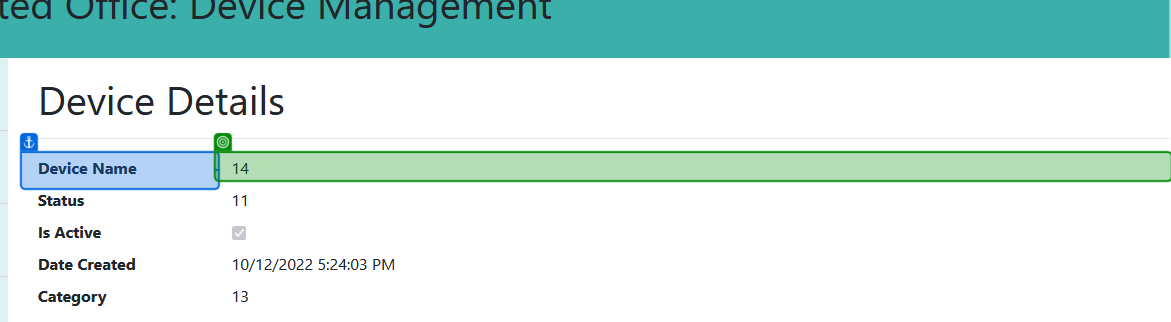 ted Office: Device Management
Device Details
Device Name 14
Status 11
Is Active
Date Created 10/12/2022 5:24:03 PM
Category 13